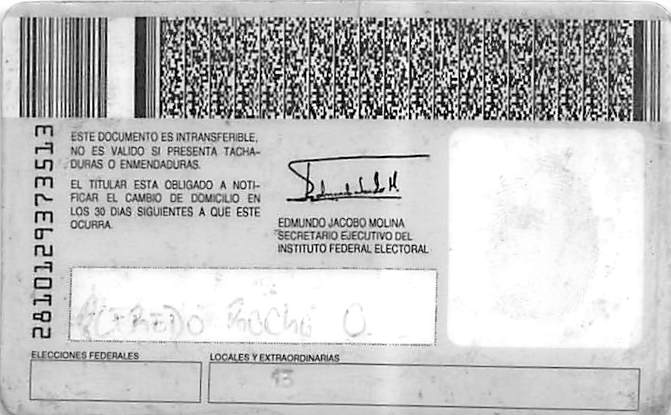 2810129373513
ESTE DOCUMENTO ES INTRANSFERIBLE,
NO ES VALIDO SI PRESENTA TACHA-
DURAS O ENMENDADURAS.
EL TITULAR ESTA OBLIGADO A NOTI-
FICAR EL CAMBIO DE DOMICILIO EN
LOS 30 DIAS SIGUIENTES A QUE ESTE
OCURRA.
EDMUNDO JACOBO MOLINA
SECRETARIO EJECUTIVO DEL
INSTITUTO FEDERAL ELECTORAL
ALFREDO
ELECCIONES FEDERALES
LOCALES Y EXTRAORDINARIAS